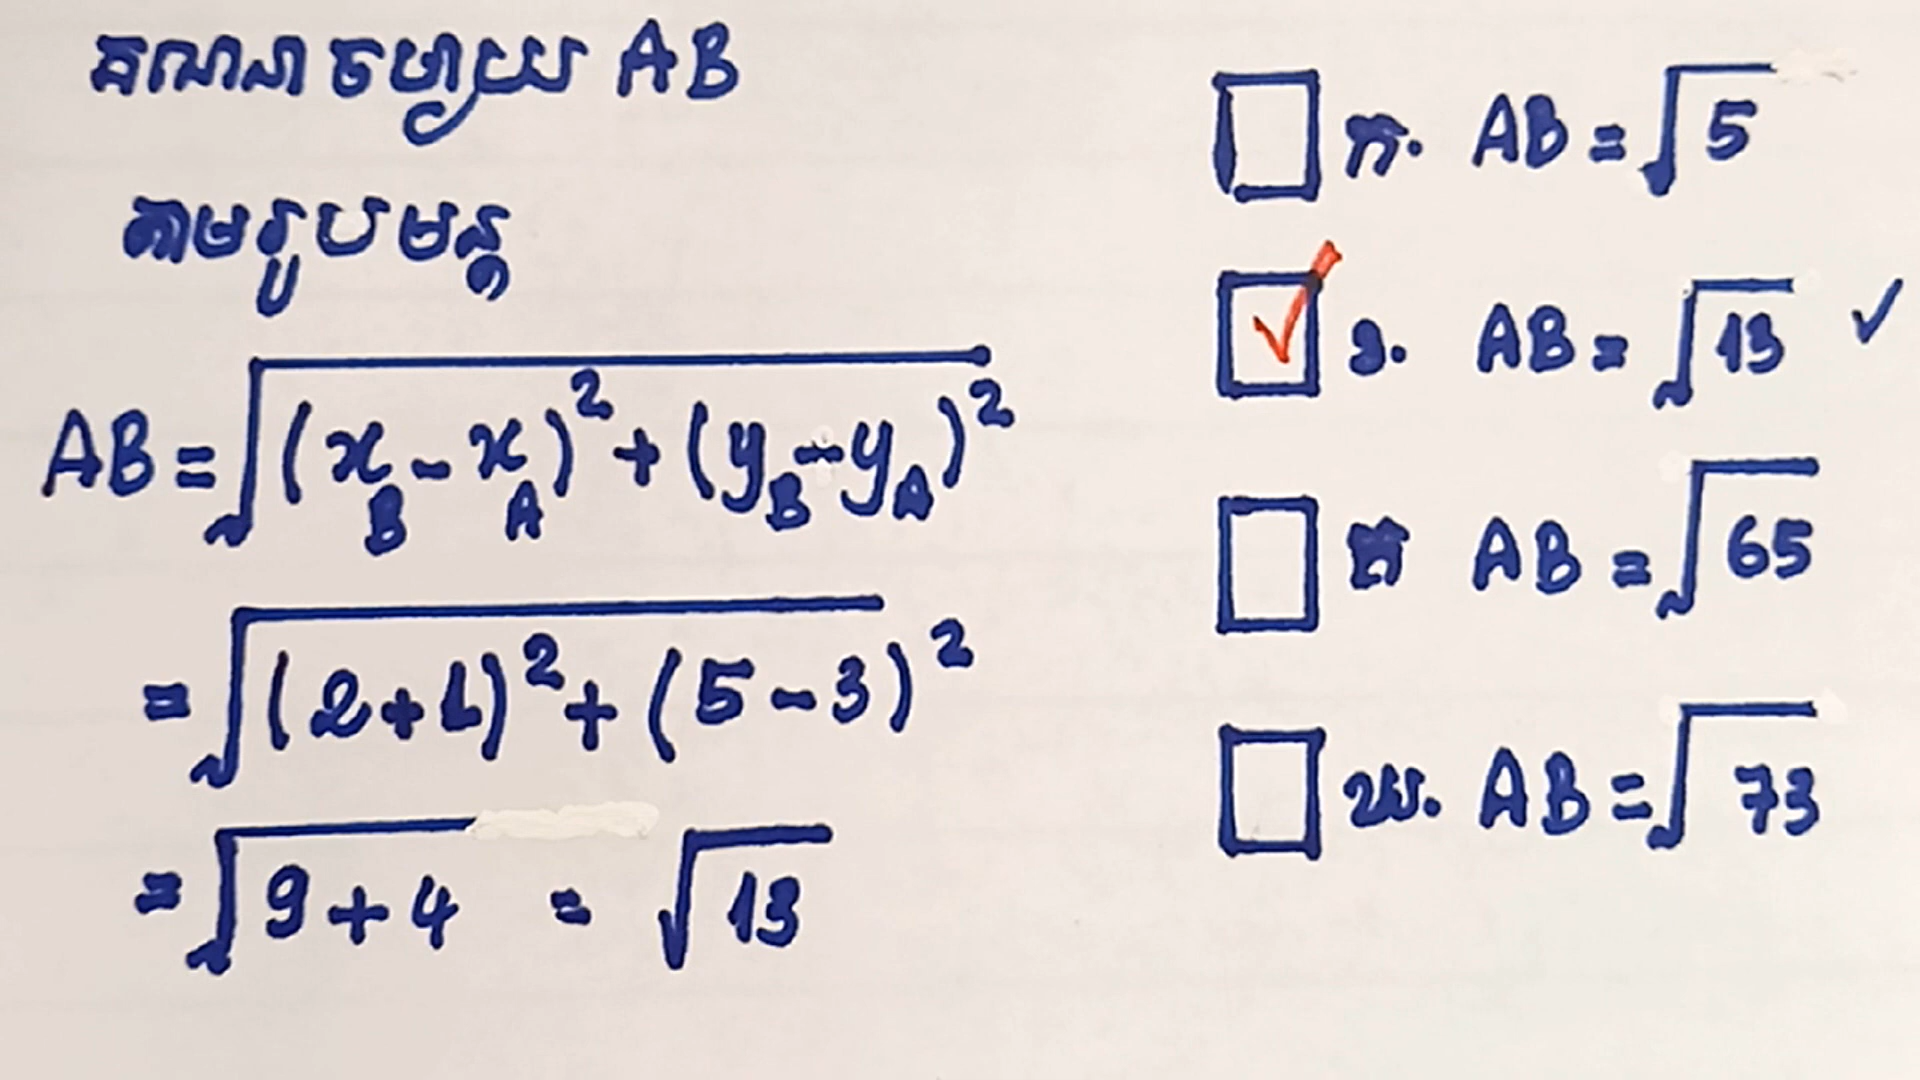 គណនាចម្ងាយ AB
តាមរូបមន្ត
AB = √(x_B - x_A)² + (y_B - y_A)²
= √(2+1)² + (5-3)²
= √9+4 = √13
ក. AB = √5
ខ. AB = √13 ✓
គ AB = √65
ឃ. AB = √73